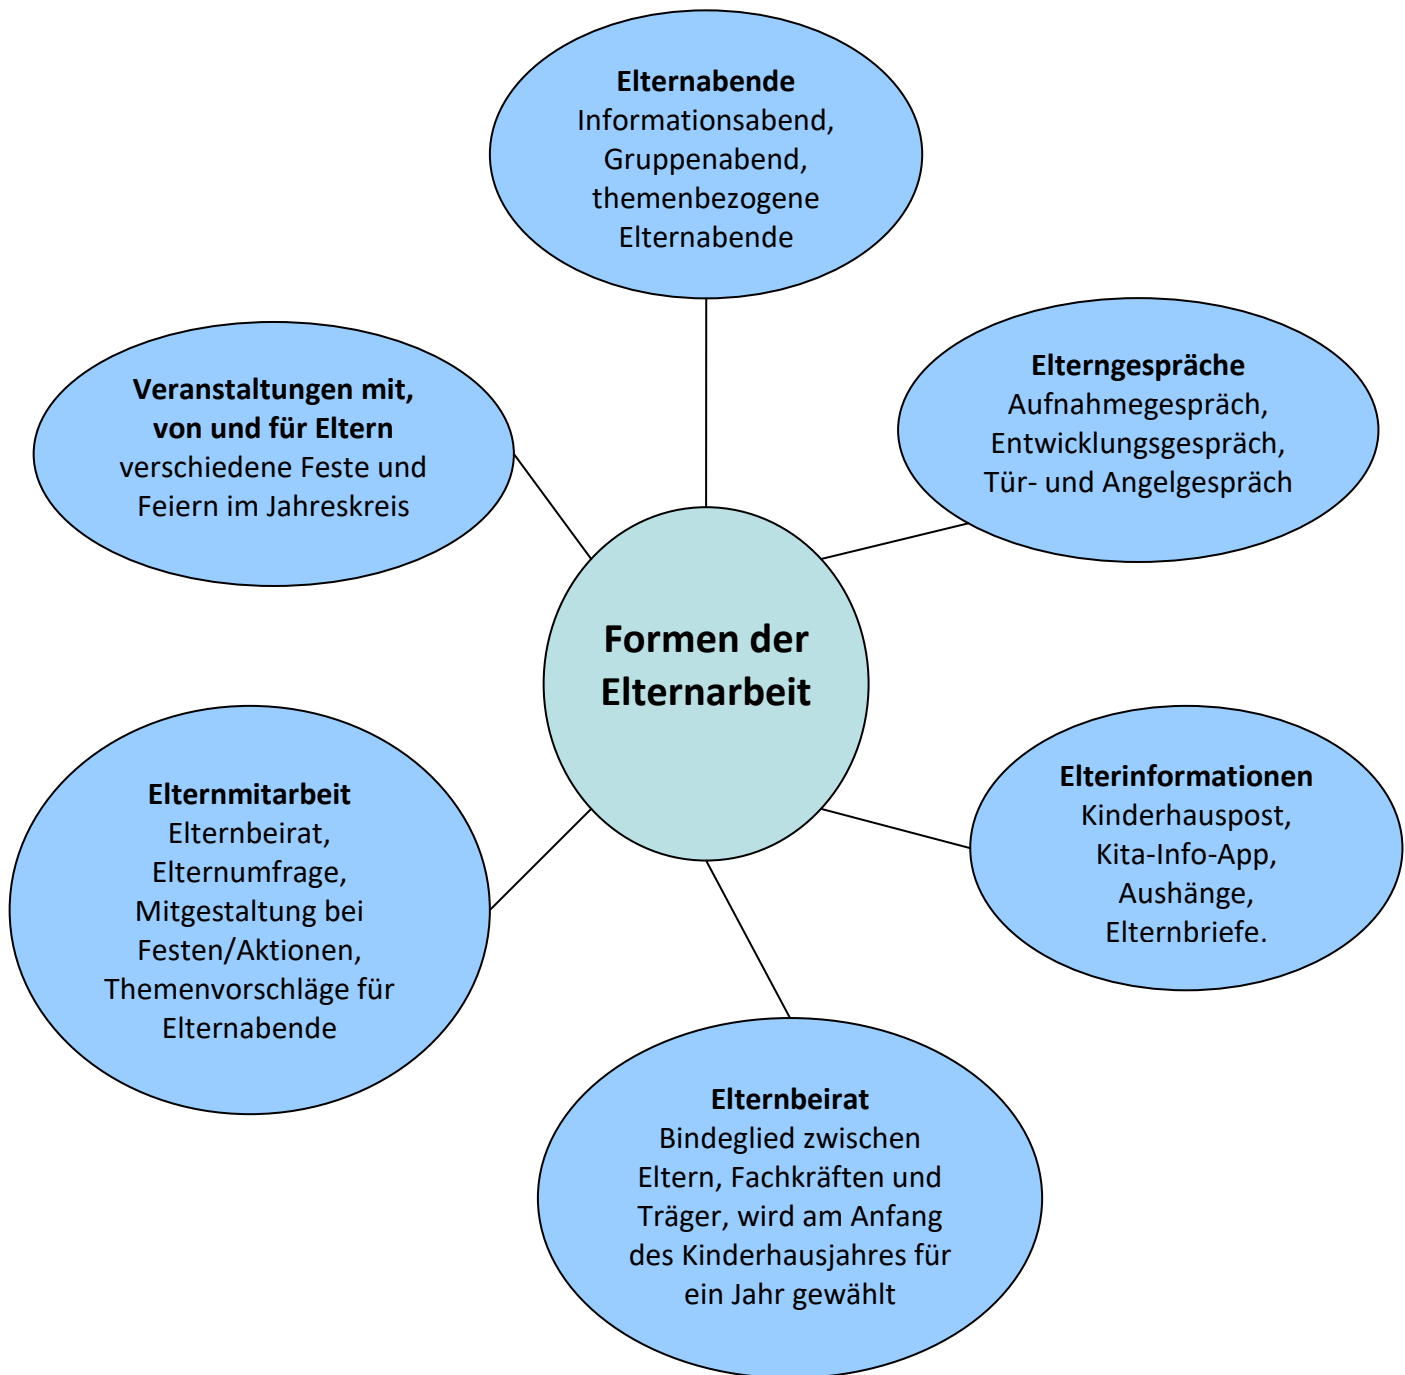 Elternabende
Informationsabend,
Gruppenabend,
themenbezogene
Elternabende
Elterngespräche
Aufnahmegespräch,
Entwicklungsgespräch,
Tür- und Angelgespräch
Veranstaltungen mit,
von und für Eltern
verschiedene Feste und
Feiern im Jahreskreis
Formen der
Elternarbeit
Elterinformationen
Kinderhauspost,
Kita-Info-App,
Aushänge,
Elternbriefe.
Elternmitarbeit
Elternbeirat,
Elternumfrage,
Mitgestaltung bei
Festen/Aktionen,
Themenvorschläge für
Elternabende
Elternbeirat
Bindeglied zwischen
Eltern, Fachkräften und
Träger, wird am Anfang
des Kinderhausjahres für
ein Jahr gewählt